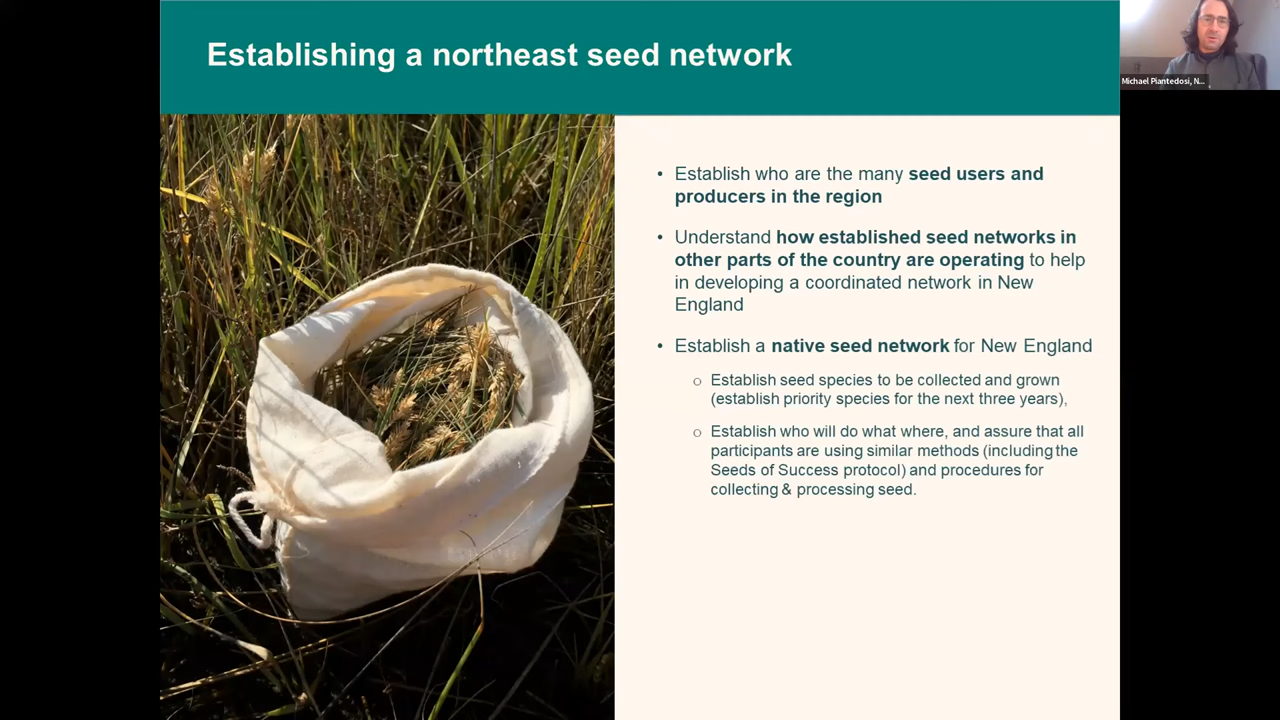 Establishing a northeast seed network
Michael Piantedosi, N...
• Establish who are the many seed users and
producers in the region
• Understand how established seed networks in
other parts of the country are operating to help
in developing a coordinated network in New
England
• Establish a native seed network for New England
o Establish seed species to be collected and grown
(establish priority species for the next three years),
o Establish who will do what where, and assure that all
participants are using similar methods (including the
Seeds of Success protocol) and procedures for
collecting & processing seed.